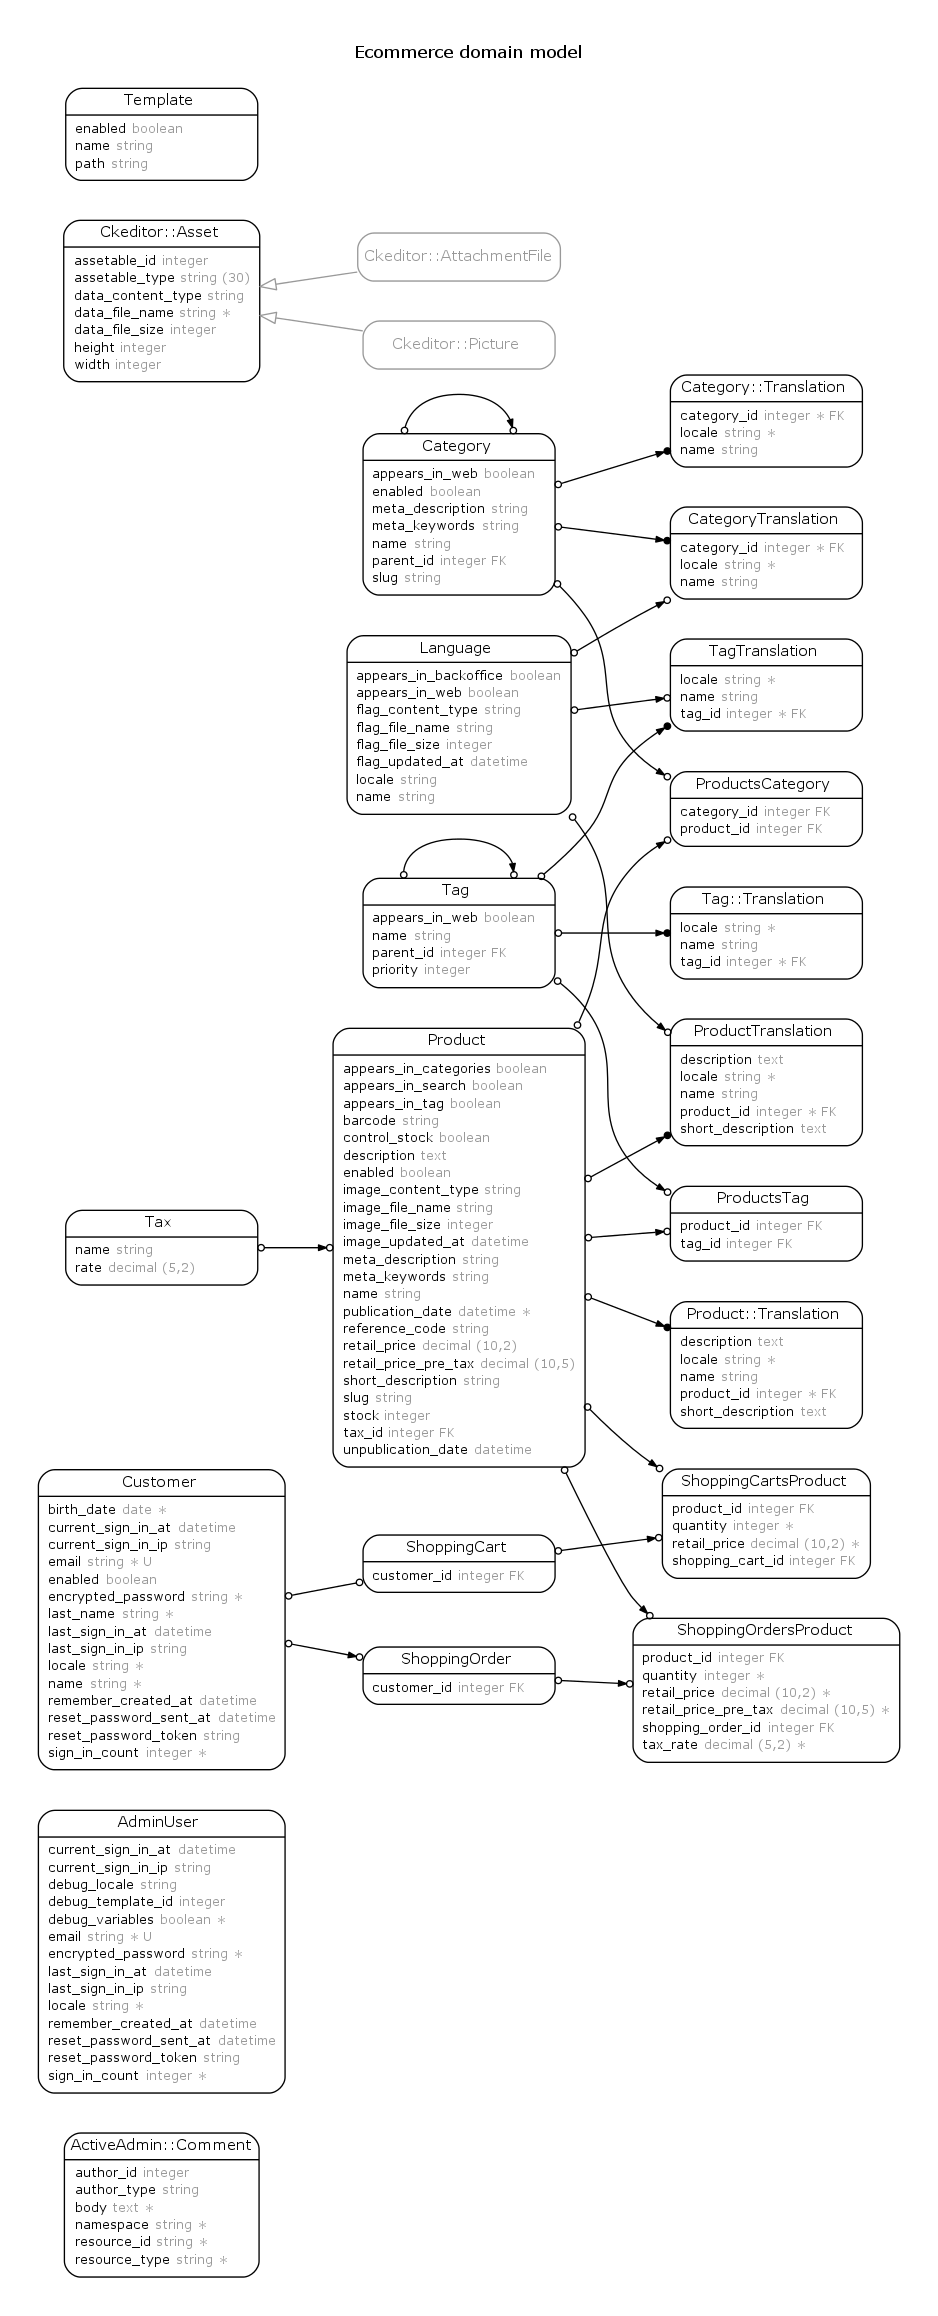 Ecommerce domain model
Template
enabled boolean
name string
path string
Ckeditor::Asset
assetable_id integer
assetable_type string (30)
data_content_type string
data_file_name string ∗
data_file_size integer
height integer
width integer
Ckeditor::AttachmentFile
Ckeditor::Picture
Category::Translation
category_id integer ∗ FK
locale string ∗
name string
Category
appears_in_web boolean
enabled boolean
meta_description string
meta_keywords string
name string
parent_id integer FK
slug string
CategoryTranslation
category_id integer ∗ FK
locale string ∗
name string
Language
appears_in_backoffice boolean
appears_in_web boolean
flag_content_type string
flag_file_name string
flag_file_size integer
flag_updated_at datetime
locale string
name string
TagTranslation
locale string ∗
name string
tag_id integer ∗ FK
ProductsCategory
category_id integer FK
product_id integer FK
Tag
appears_in_web boolean
name string
parent_id integer FK
priority integer
Tag::Translation
locale string ∗
name string
tag_id integer ∗ FK
Product
appears_in_categories boolean
appears_in_search boolean
appears_in_tag boolean
barcode string
control_stock boolean
description text
enabled boolean
image_content_type string
image_file_name string
image_file_size integer
image_updated_at datetime
meta_description string
meta_keywords string
name string
publication_date datetime ∗
reference_code string
retail_price decimal (10,2)
retail_price_pre_tax decimal (10,5)
short_description string
slug string
stock integer
tax_id integer FK
unpublication_date datetime
ProductTranslation
description text
locale string ∗
name string
product_id integer ∗ FK
short_description text
ProductsTag
product_id integer FK
tag_id integer FK
Tax
name string
rate decimal (5,2)
Product::Translation
description text
locale string ∗
name string
product_id integer ∗ FK
short_description text
Customer
birth_date date ∗
current_sign_in_at datetime
current_sign_in_ip string
email string ∗ U
enabled boolean
encrypted_password string ∗
last_name string ∗
last_sign_in_at datetime
last_sign_in_ip string
locale string ∗
name string ∗
remember_created_at datetime
reset_password_sent_at datetime
reset_password_token string
sign_in_count integer ∗
ShoppingCart
customer_id integer FK
ShoppingOrder
customer_id integer FK
ShoppingCartsProduct
product_id integer FK
quantity integer ∗
retail_price decimal (10,2) ∗
shopping_cart_id integer FK
ShoppingOrdersProduct
product_id integer FK
quantity integer ∗
retail_price decimal (10,2) ∗
retail_price_pre_tax decimal (10,5) ∗
shopping_order_id integer FK
tax_rate decimal (5,2) ∗
AdminUser
current_sign_in_at datetime
current_sign_in_ip string
debug_locale string
debug_template_id integer
debug_variables boolean ∗
email string ∗ U
encrypted_password string ∗
last_sign_in_at datetime
last_sign_in_ip string
locale string ∗
remember_created_at datetime
reset_password_sent_at datetime
reset_password_token string
sign_in_count integer ∗
ActiveAdmin::Comment
author_id integer
author_type string
body text ∗
namespace string ∗
resource_id string ∗
resource_type string ∗